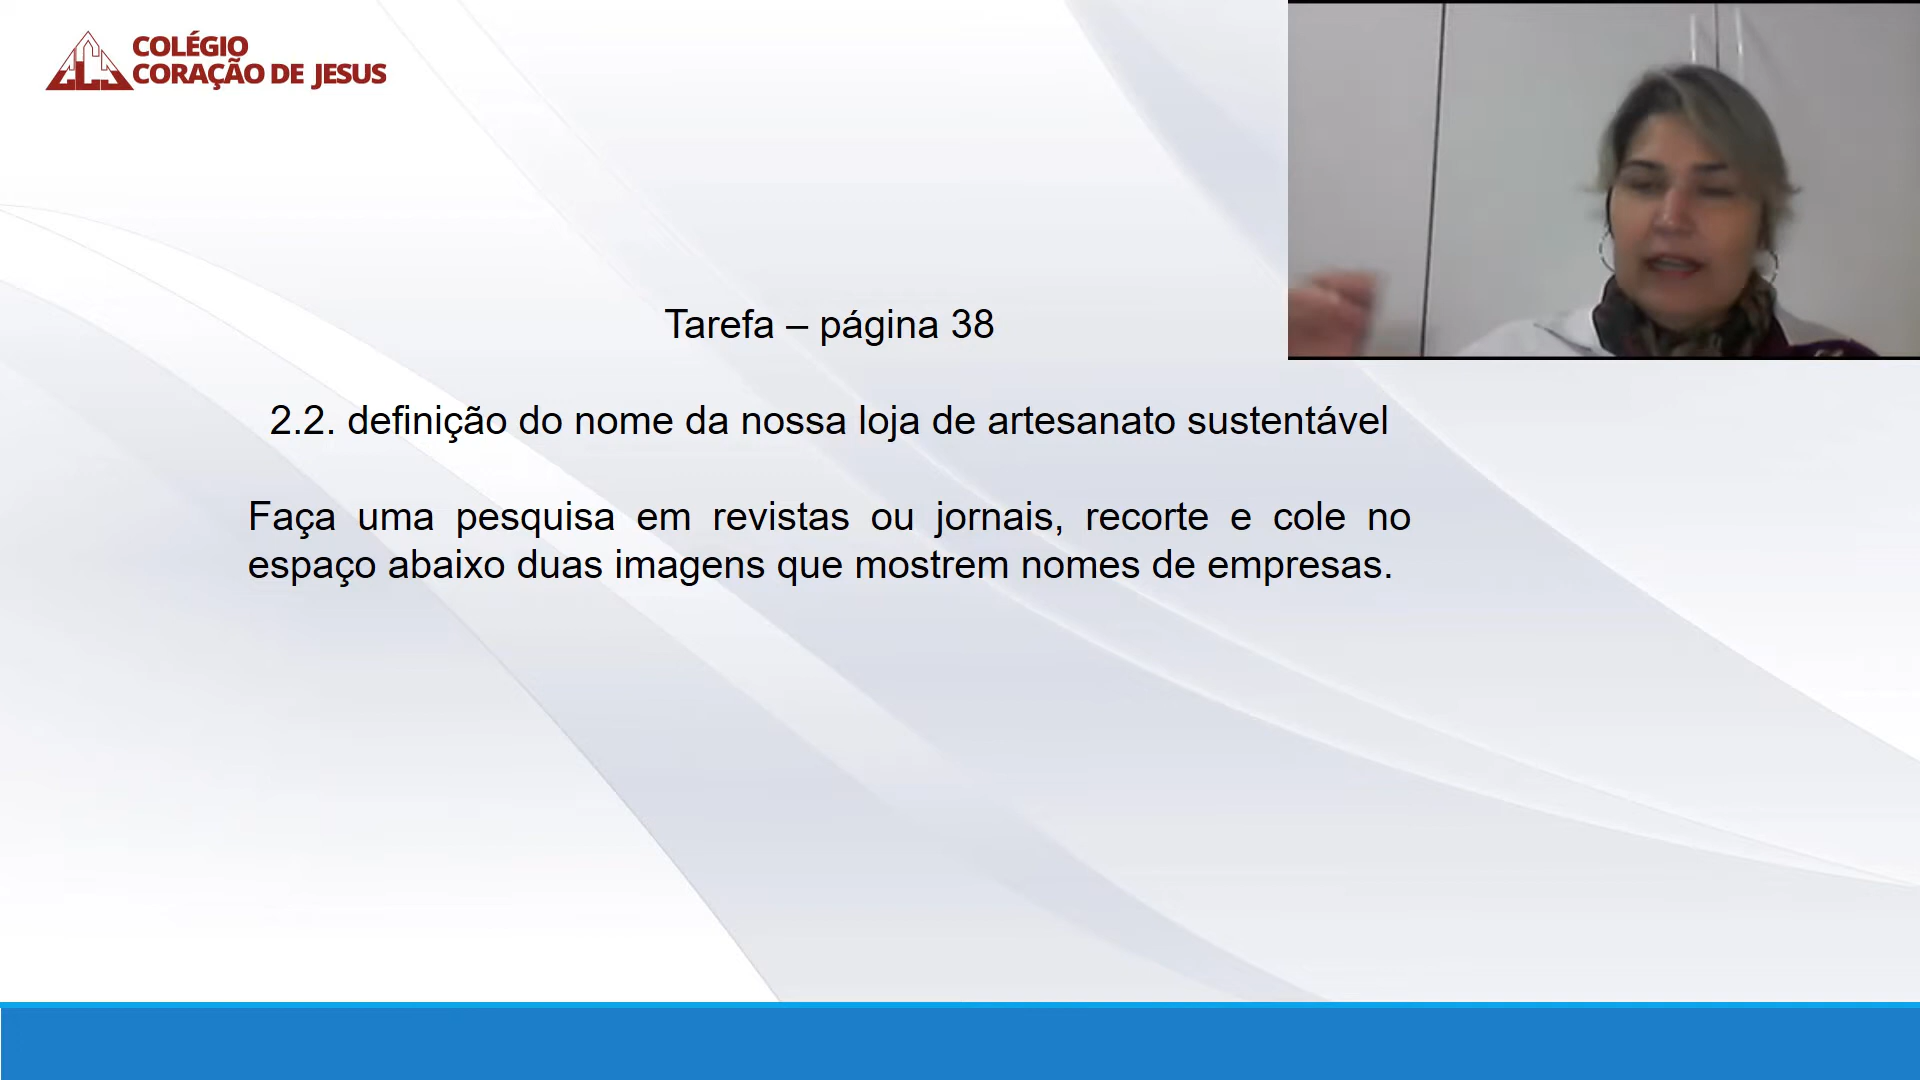 COLÉGIO
CORAÇÃO DE JESUS
Tarefa – página 38
2.2. definição do nome da nossa loja de artesanato sustentável
Faça uma pesquisa em revistas ou jornais, recorte e cole no
espaço abaixo duas imagens que mostrem nomes de empresas.